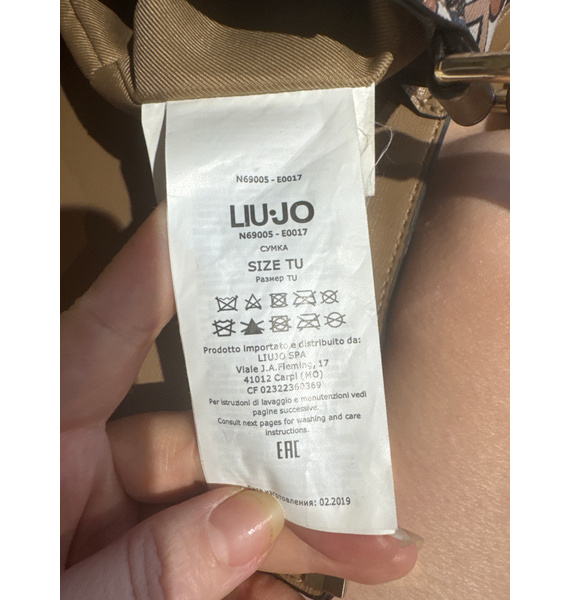 N69005 - E0017
LIU·JO
N69005 - E0017
СУМКА
SIZE TU
Размер TU
Prodotto importato e distribuito da:
LIUJO SPA
Viale J.A.Fleming, 17
41012 Carpi (MO)
CF 02322360369
Per istruzioni di lavaggio e manutenzioni vedi
pagine successive.
Consult next pages for washing and care
instructions.
EAC
изготовления: 02.2019